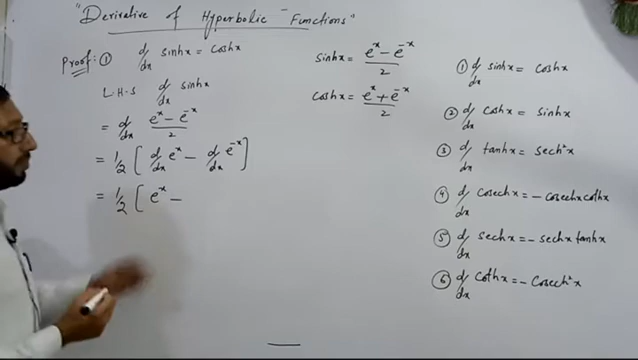 "Derivative of Hyperbolic Functions"
Proof: ① d/dx sinhx = coshx
L.H.S d/dx sinhx
= d/dx e^x - e^-x / 2
= 1/2 [ d/dx e^x - d/dx e^-x ]
= 1/2 [ e^x -
sinhx = e^x - e^-x / 2
coshx = e^x + e^-x / 2
① d/dx sinhx = coshx
② d/dx coshx = sinhx
③ d/dx tanhx = sech²x
④ d/dx cosechx = - cosechx cothx
⑤ d/dx sechx = - sechx tanhx
⑥ d/dx cothx = - cosech²x